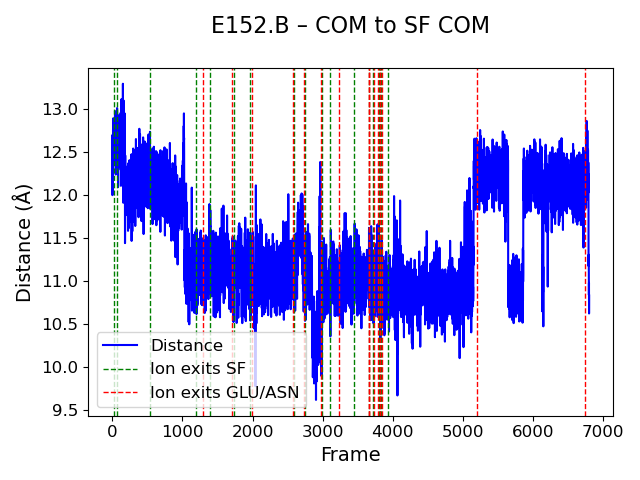 E152.B – COM to SF COM
Distance (Å)
13.0
12.5
12.0
11.5
11.0
10.5
10.0
9.5
Distance
Ion exits SF
Ion exits GLU/ASN
0 1000 2000 3000 4000 5000 6000 7000
Frame